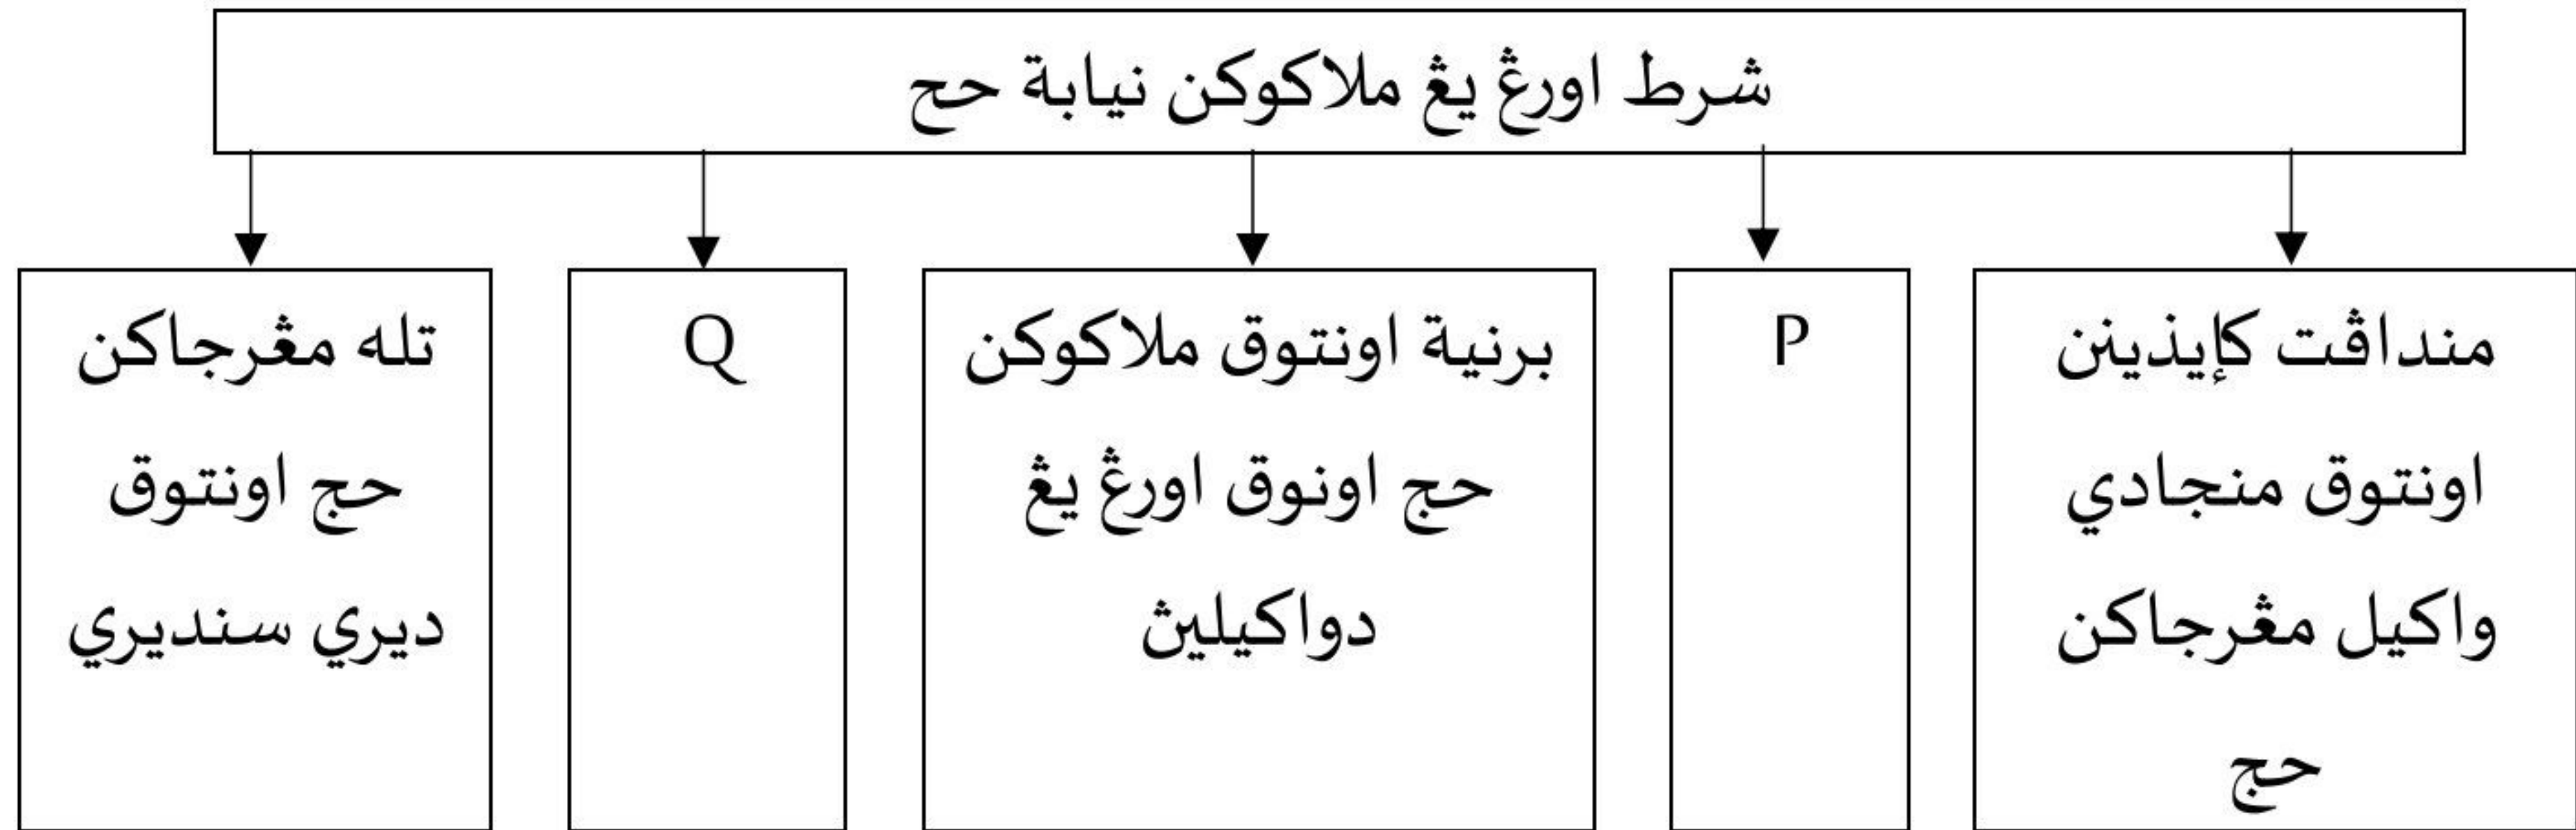 شرط اورڠ يڠ ملاكوكن نيابة حج
منداڤت كإيذينن
اونتوق منجادي
واكيل مڠرجاكن
حج
P
برنية اونتوق ملاكوكن
حج اونوق اورڠ يڠ
دواكيليڽ
Q
تله مڠرجاكن
حج اونتوق
ديري سنديري